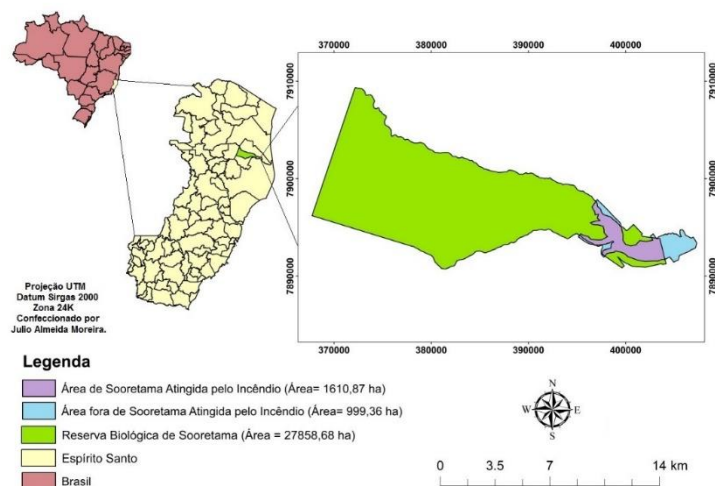 370000 380000 390000 400000
7910000
7910000
7900000
7900000
7890000
7890000
370000 380000 390000 400000
Projeção UTM
Datum Sirgas 2000
Zona 24K
Confeccionado por
Julio Almeida Moreira.
Legenda
Área de Sooretama Atingida pelo Incêndio (Área= 1610,87 ha)
Área fora de Sooretama Atingida pelo Incêndio (Área= 999,36 ha)
Reserva Biológica de Sooretama (Área = 27858,68 ha)
Espírito Santo
Brasil
N
W E
S
0 3.5 7 14 km